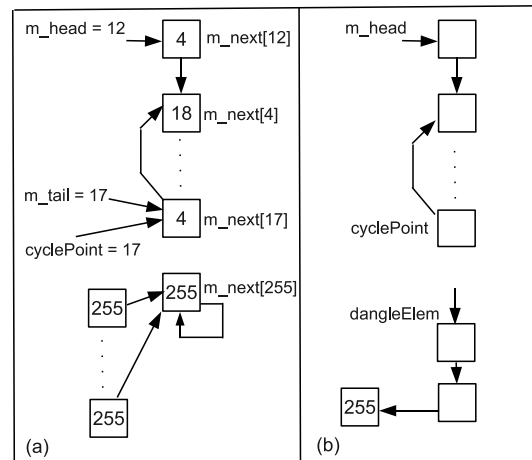 m_head = 12
4
m_next[12]
18
m_next[4]
m_tail = 17
4
m_next[17]
cyclePoint = 17
m_next[255]
255
255
255
(a)
m_head
cyclePoint
dangleElem
255
(b)